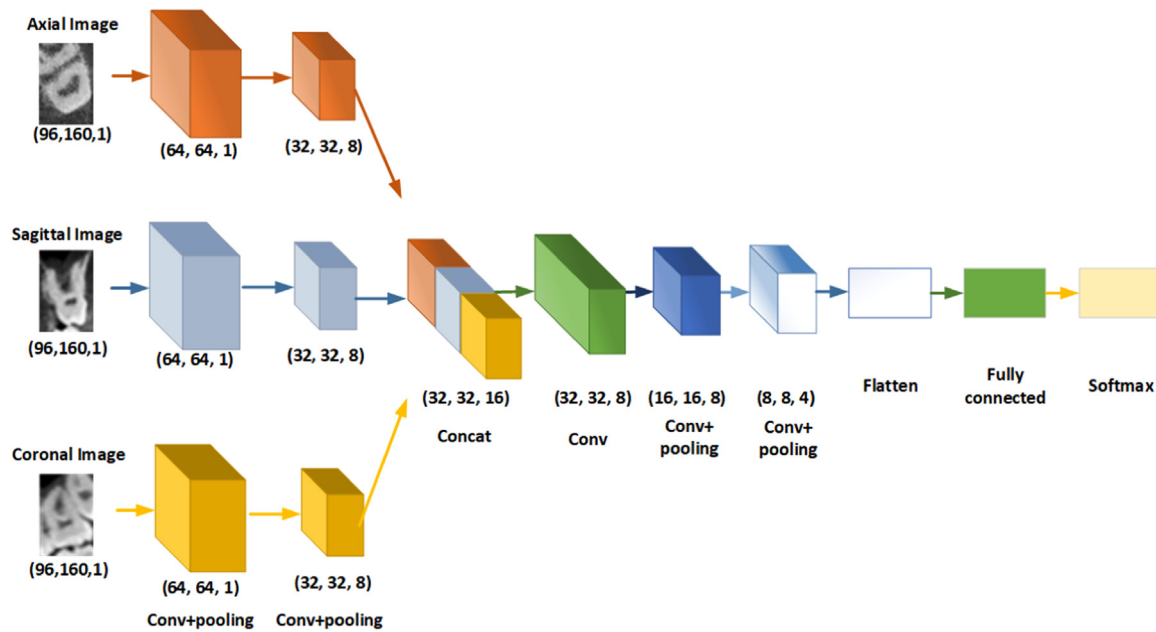 Axial Image
(96,160,1)
(64, 64, 1)
(32, 32, 8)
Sagittal Image
(96,160,1)
(64, 64, 1)
(32, 32, 8)
(32, 32, 16)
Concat
(32, 32, 8)
Conv
(16, 16, 8)
Conv+
pooling
(8, 8, 4)
Conv+
pooling
Flatten
Fully
connected
Softmax
Coronal Image
(96,160,1)
(64, 64, 1)
Conv+pooling
(32, 32, 8)
Conv+pooling